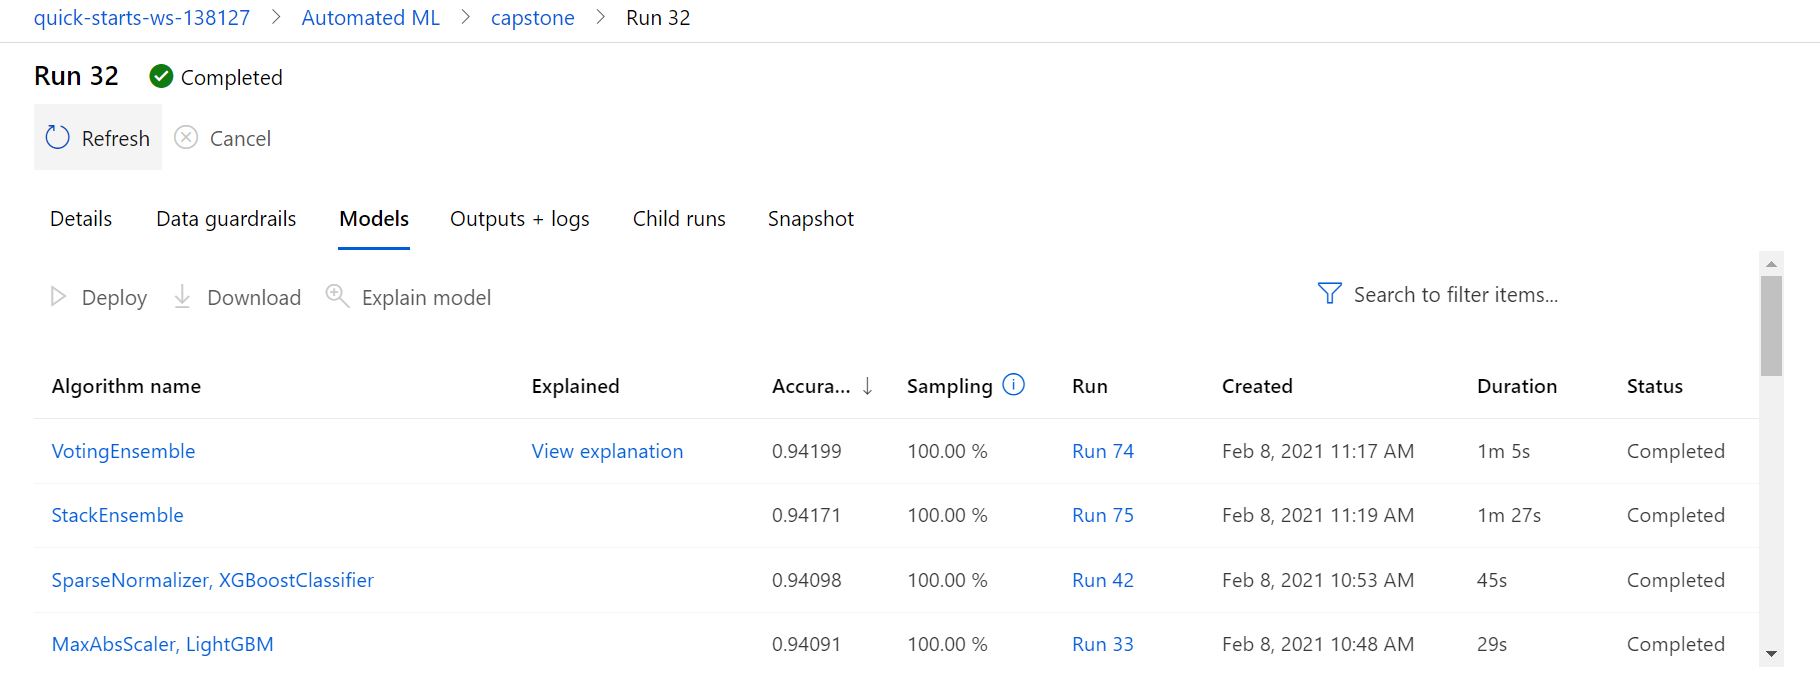 quick-starts-ws-138127 > Automated ML > capstone > Run 32
Run 32 Completed
Refresh Cancel
Details Data guardrails Models Outputs + logs Child runs Snapshot
Deploy Download Explain model Search to filter items...
Algorithm name Explained Accura... ↓ Sampling Run Created Duration Status
VotingEnsemble View explanation 0.94199 100.00 % Run 74 Feb 8, 2021 11:17 AM 1m 5s Completed
StackEnsemble 0.94171 100.00 % Run 75 Feb 8, 2021 11:19 AM 1m 27s Completed
SparseNormalizer, XGBoostClassifier 0.94098 100.00 % Run 42 Feb 8, 2021 10:53 AM 45s Completed
MaxAbsScaler, LightGBM 0.94091 100.00 % Run 33 Feb 8, 2021 10:48 AM 29s Completed